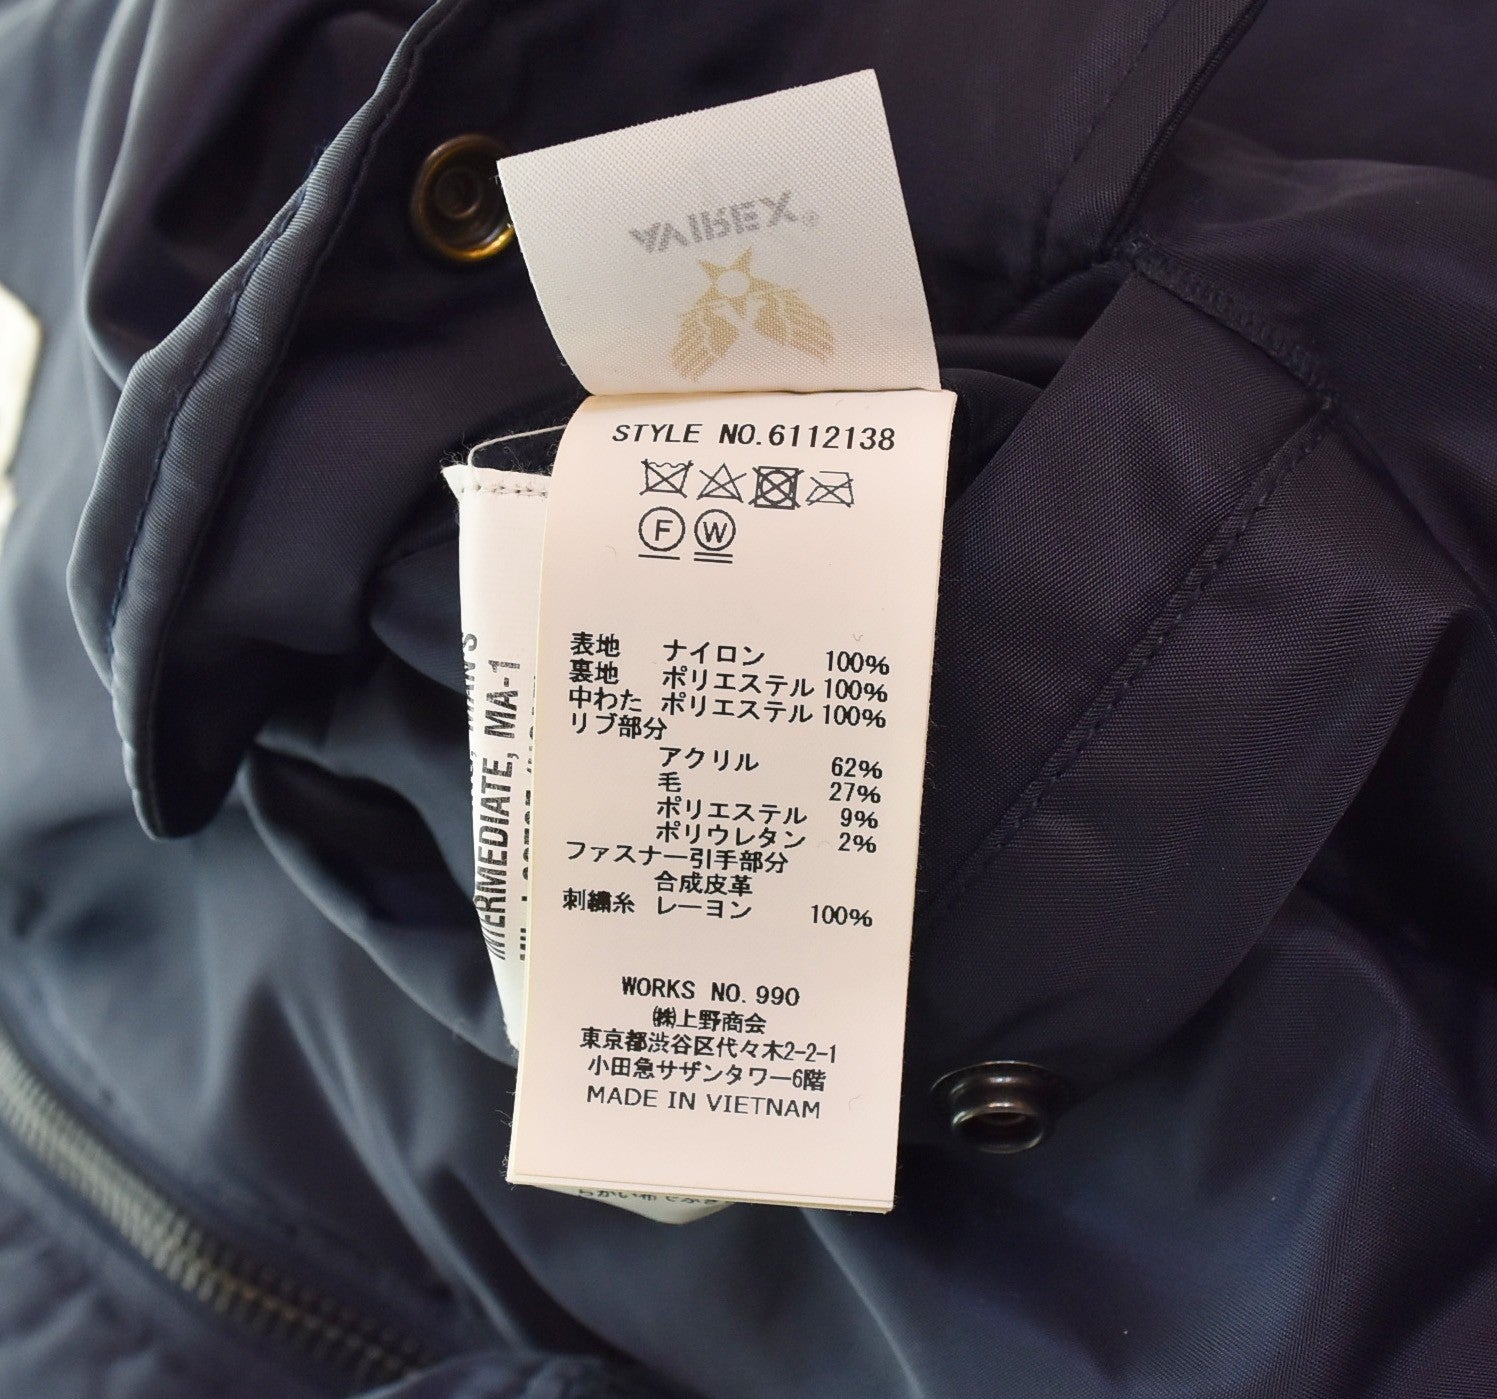 AVIREX®
STYLE NO.6112138
F W
表地 ナイロン 100%
裏地 ポリエステル 100%
中わた ポリエステル 100%
リブ部分
アクリル 62%
毛 27%
ポリエステル 9%
ポリウレタン 2%
ファスナー引手部分
合成皮革
刺繍糸 レーヨン 100%
WORKS NO. 990
㈱上野商会
東京都渋谷区代々木2-2-1
小田急サザンタワー6階
MADE IN VIETNAM
MAN'S
INTERMEDIATE, MA-1